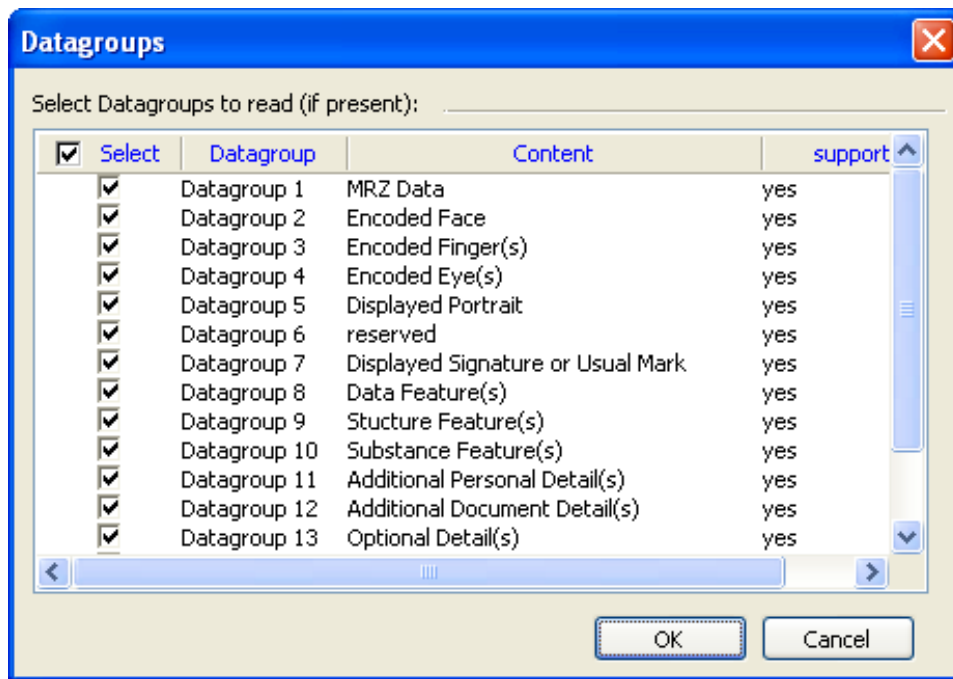 Datagroups
Select Datagroups to read (if present):
Select Datagroup Content support
Datagroup 1 MRZ Data yes
Datagroup 2 Encoded Face yes
Datagroup 3 Encoded Finger(s) yes
Datagroup 4 Encoded Eye(s) yes
Datagroup 5 Displayed Portrait yes
Datagroup 6 reserved yes
Datagroup 7 Displayed Signature or Usual Mark yes
Datagroup 8 Data Feature(s) yes
Datagroup 9 Stucture Feature(s) yes
Datagroup 10 Substance Feature(s) yes
Datagroup 11 Additional Personal Detail(s) yes
Datagroup 12 Additional Document Detail(s) yes
Datagroup 13 Optional Detail(s) yes
OK Cancel